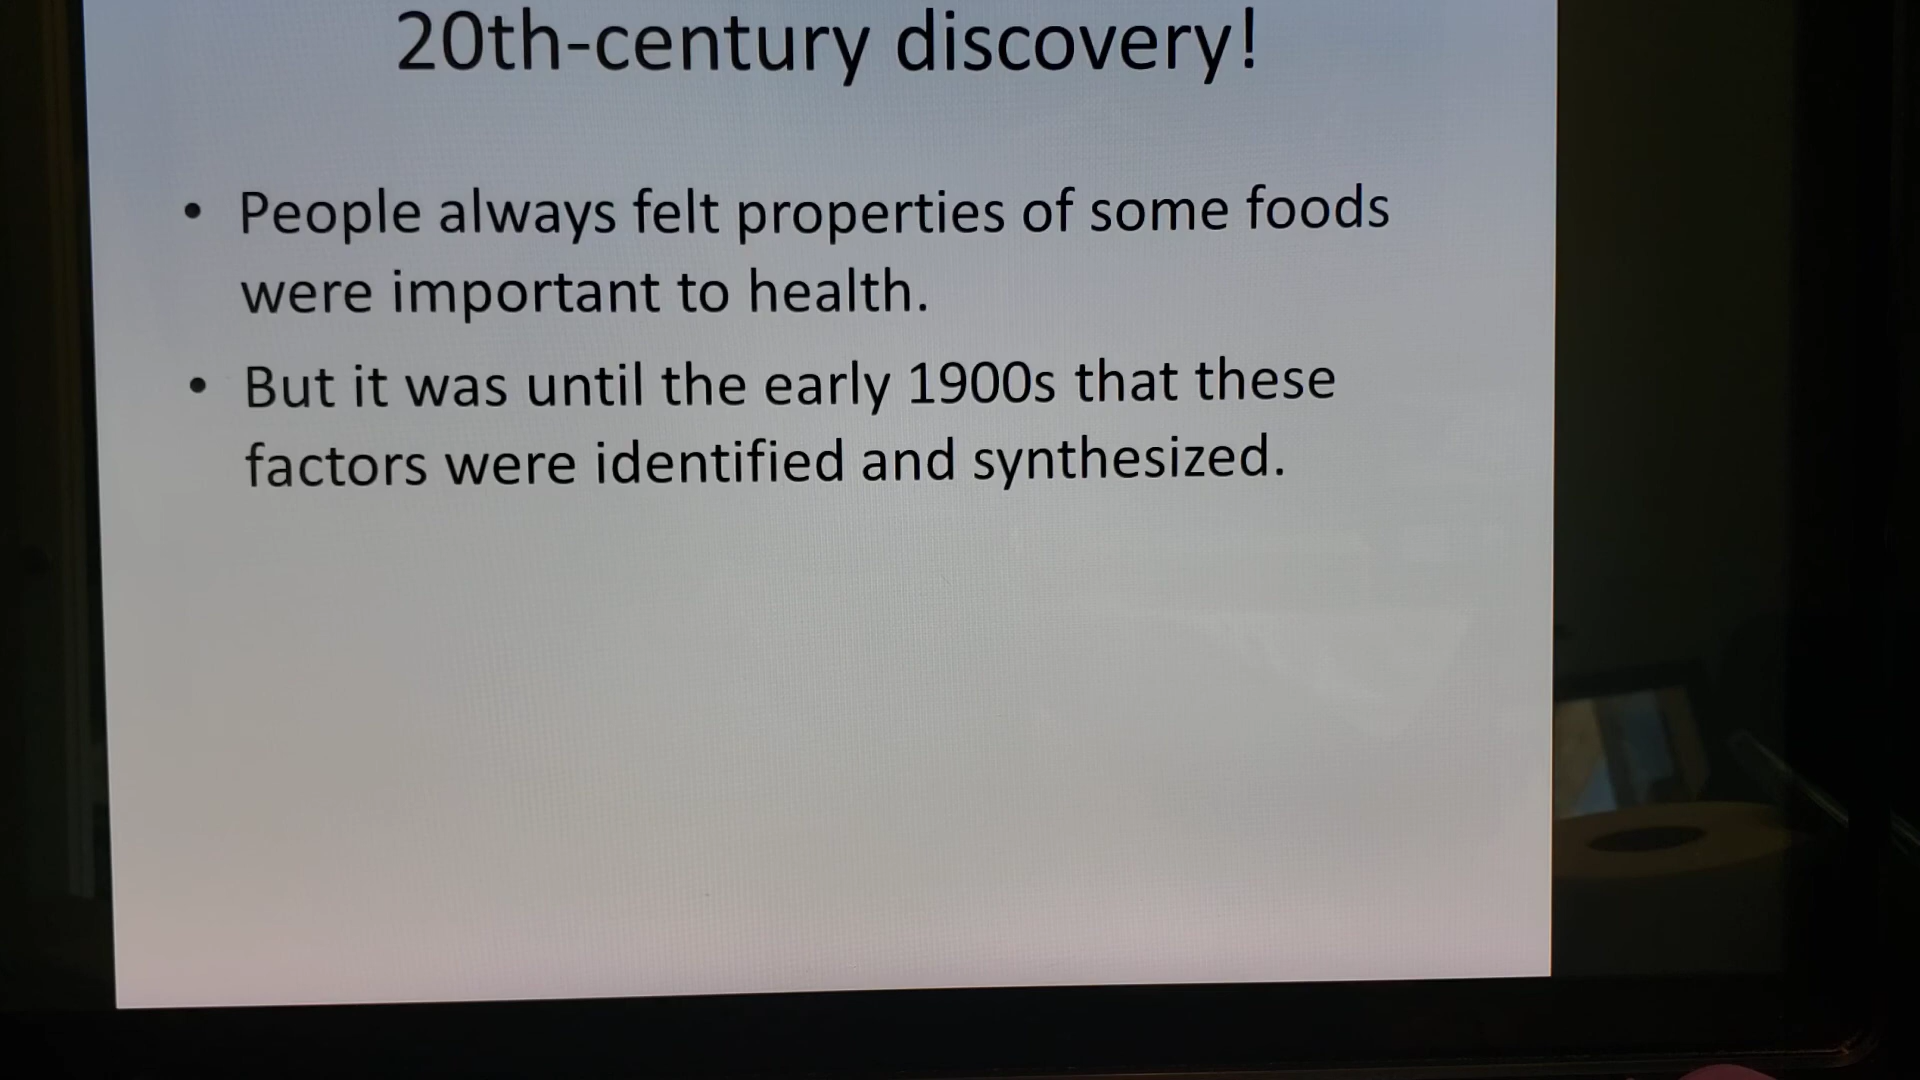 20th-century discovery!
• People always felt properties of some foods
were important to health.
• But it was until the early 1900s that these
factors were identified and synthesized.